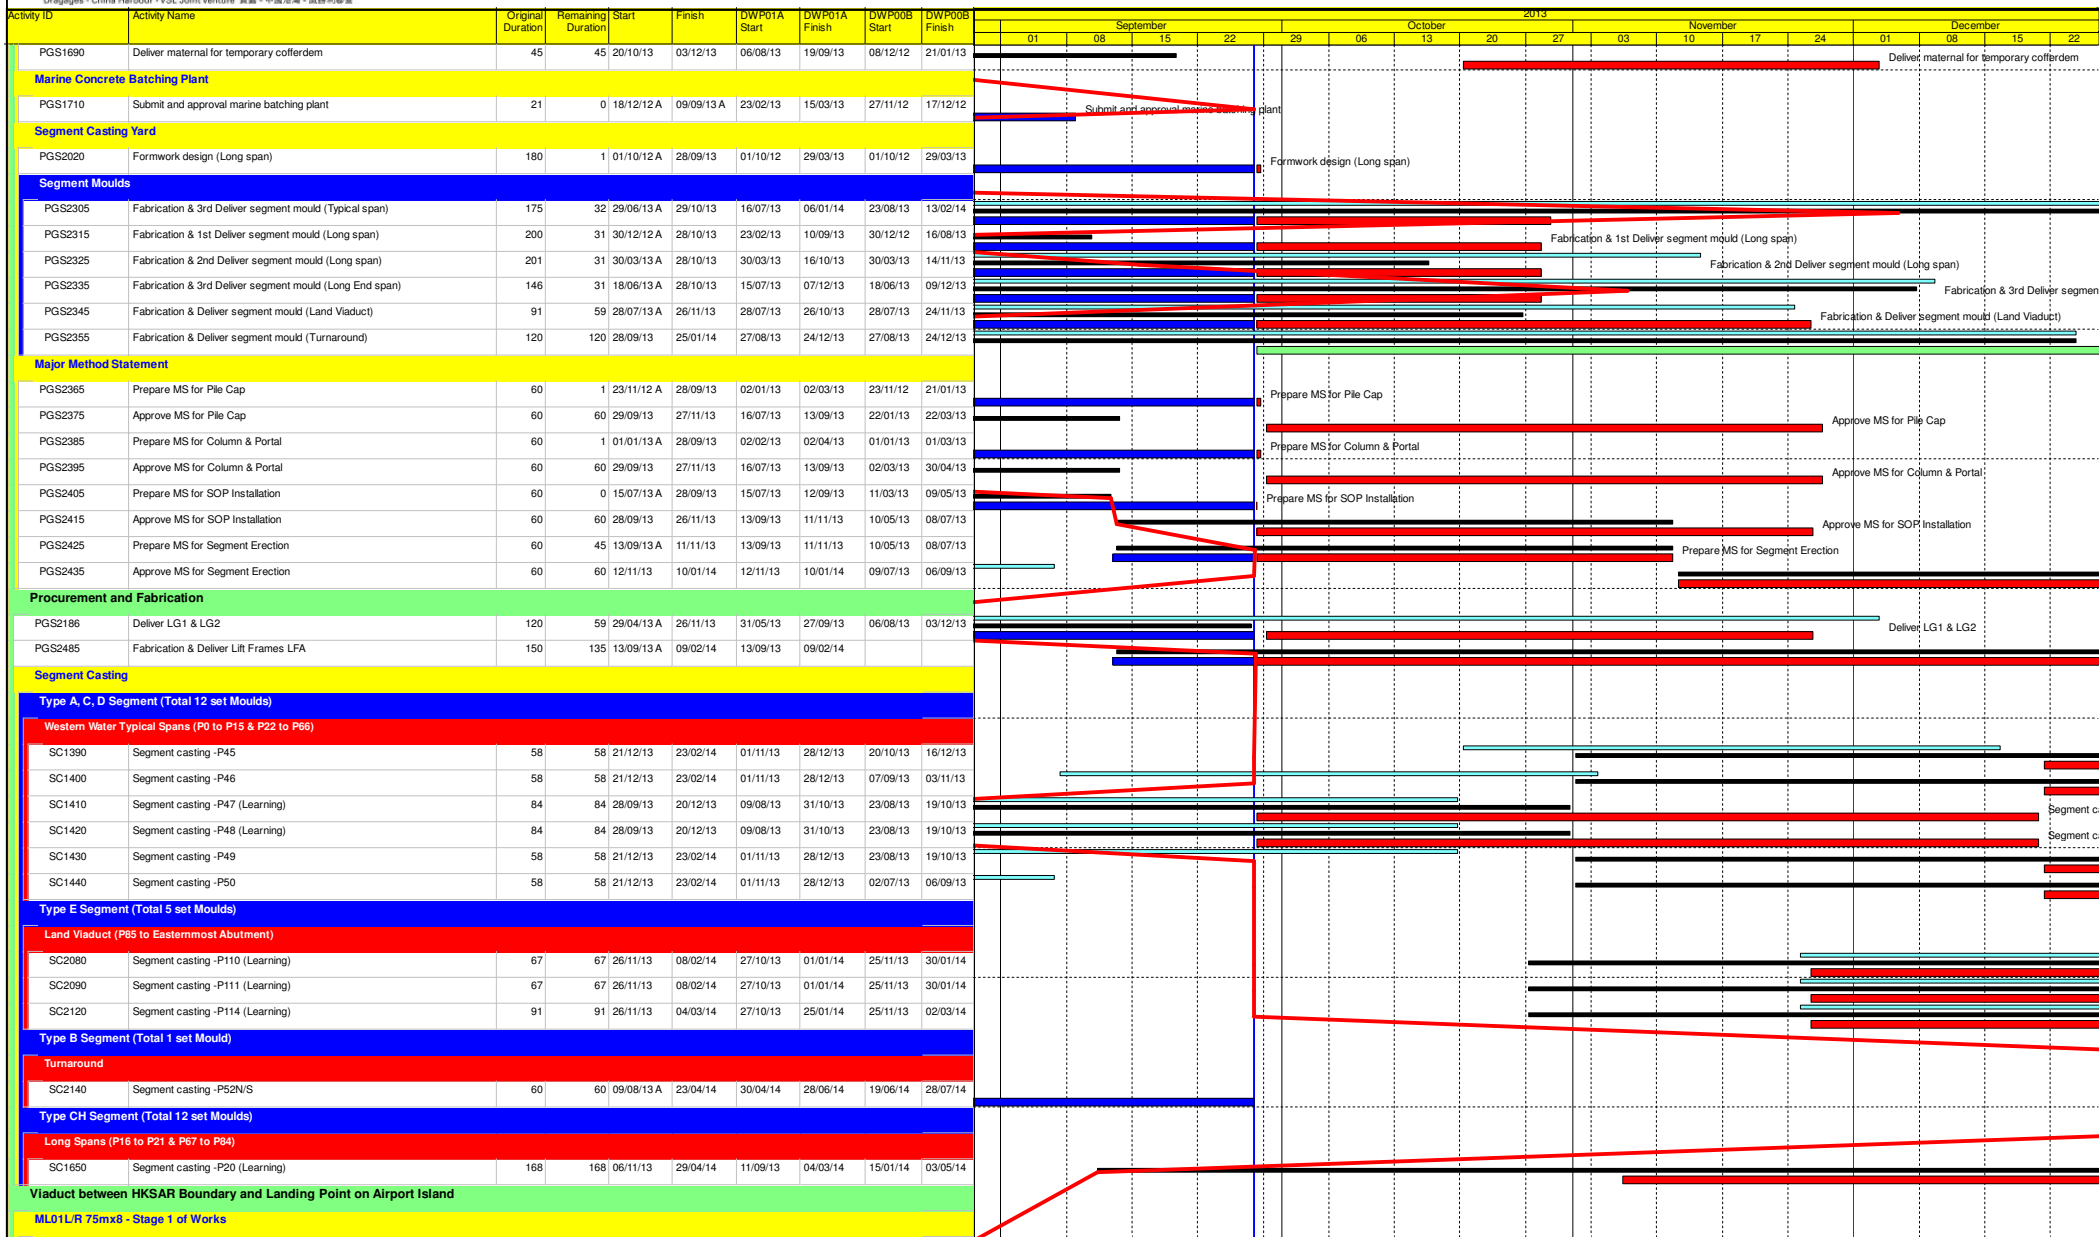 Dragages - China Harbour - VSL Joint Venture
Activity ID Activity Name Original Duration Remaining Duration Start Finish DWP01A Start DWP01A Finish DWP00B Start DWP00B Finish
2013
September October November December
01 08 15 22 29 06 13 20 27 03 10 17 24 01 08 15 22
PGS1690 Deliver maternal for temporary cofferdem 45 45 20/10/13 03/12/13 06/08/13 19/09/13 08/12/12 21/01/13 Deliver maternal for temporary cofferdem
Marine Concrete Batching Plant
PGS1710 Submit and approval marine batching plant 21 0 18/12/12 A 09/09/13 A 23/02/13 15/03/13 27/11/12 17/12/12 Submit and approval marine batching plant
Segment Casting Yard
PGS2020 Formwork design (Long span) 180 1 01/10/12 A 28/09/13 01/10/12 29/03/13 01/10/12 29/03/13 Formwork design (Long span)
Segment Moulds
PGS2305 Fabrication & 3rd Deliver segment mould (Typical span) 175 32 29/06/13 A 29/10/13 16/07/13 06/01/14 23/08/13 13/02/14
PGS2315 Fabrication & 1st Deliver segment mould (Long span) 200 31 30/12/12 A 28/10/13 23/02/13 10/09/13 30/12/12 16/08/13 Fabrication & 1st Deliver segment mould (Long span)
PGS2325 Fabrication & 2nd Deliver segment mould (Long span) 201 31 30/03/13 A 28/10/13 30/03/13 16/10/13 30/03/13 14/11/13 Fabrication & 2nd Deliver segment mould (Long span)
PGS2335 Fabrication & 3rd Deliver segment mould (Long End span) 146 31 18/06/13 A 28/10/13 15/07/13 07/12/13 18/06/13 09/12/13 Fabrication & 3rd Deliver segmen
PGS2345 Fabrication & Deliver segment mould (Land Viaduct) 91 59 28/07/13 A 26/11/13 28/07/13 26/10/13 28/07/13 24/11/13 Fabrication & Deliver segment mould (Land Viaduct)
PGS2355 Fabrication & Deliver segment mould (Turnaround) 120 120 28/09/13 25/01/14 27/08/13 24/12/13 27/08/13 24/12/13
Major Method Statement
PGS2365 Prepare MS for Pile Cap 60 1 23/11/12 A 28/09/13 02/01/13 02/03/13 23/11/12 21/01/13 Prepare MS for Pile Cap
PGS2375 Approve MS for Pile Cap 60 60 29/09/13 27/11/13 16/07/13 13/09/13 22/01/13 22/03/13 Approve MS for Pile Cap
PGS2385 Prepare MS for Column & Portal 60 1 01/01/13 A 28/09/13 02/02/13 02/04/13 01/01/13 01/03/13 Prepare MS for Column & Portal
PGS2395 Approve MS for Column & Portal 60 60 29/09/13 27/11/13 16/07/13 13/09/13 02/03/13 30/04/13 Approve MS for Column & Portal
PGS2405 Prepare MS for SOP Installation 60 0 15/07/13 A 28/09/13 15/07/13 12/09/13 11/03/13 09/05/13 Prepare MS for SOP Installation
PGS2415 Approve MS for SOP Installation 60 60 28/09/13 26/11/13 13/09/13 11/11/13 10/05/13 08/07/13 Approve MS for SOP Installation
PGS2425 Prepare MS for Segment Erection 60 45 13/09/13 A 11/11/13 13/09/13 11/11/13 10/05/13 08/07/13 Prepare MS for Segment Erection
PGS2435 Approve MS for Segment Erection 60 60 12/11/13 10/01/14 12/11/13 10/01/14 09/07/13 06/09/13
Procurement and Fabrication
PGS2186 Deliver LG1 & LG2 120 59 29/04/13 A 26/11/13 31/05/13 27/09/13 06/08/13 03/12/13 Deliver LG1 & LG2
PGS2485 Fabrication & Deliver Lift Frames LFA 150 135 13/09/13 A 09/02/14 13/09/13 09/02/14
Segment Casting
Type A, C, D Segment (Total 12 set Moulds)
Western Water Typical Spans (P0 to P15 & P22 to P66)
SC1390 Segment casting -P45 58 58 21/12/13 23/02/14 01/11/13 28/12/13 20/10/13 16/12/13
SC1400 Segment casting -P46 58 58 21/12/13 23/02/14 01/11/13 28/12/13 07/09/13 03/11/13
SC1410 Segment casting -P47 (Learning) 84 84 28/09/13 20/12/13 09/08/13 31/10/13 23/08/13 19/10/13 Segment ca
SC1420 Segment casting -P48 (Learning) 84 84 28/09/13 20/12/13 09/08/13 31/10/13 23/08/13 19/10/13 Segment ca
SC1430 Segment casting -P49 58 58 21/12/13 23/02/14 01/11/13 28/12/13 23/08/13 19/10/13
SC1440 Segment casting -P50 58 58 21/12/13 23/02/14 01/11/13 28/12/13 02/07/13 06/09/13
Type E Segment (Total 5 set Moulds)
Land Viaduct (P85 to Easternmost Abutment)
SC2080 Segment casting -P110 (Learning) 67 67 26/11/13 08/02/14 27/10/13 01/01/14 25/11/13 30/01/14
SC2090 Segment casting -P111 (Learning) 67 67 26/11/13 08/02/14 27/10/13 01/01/14 25/11/13 30/01/14
SC2120 Segment casting -P114 (Learning) 91 91 26/11/13 04/03/14 27/10/13 25/01/14 25/11/13 02/03/14
Type B Segment (Total 1 set Mould)
Turnaround
SC2140 Segment casting -P52N/S 60 60 09/08/13 A 23/04/14 30/04/14 28/06/14 19/06/14 28/07/14
Type CH Segment (Total 12 set Moulds)
Long Spans (P16 to P21 & P67 to P84)
SC1650 Segment casting -P20 (Learning) 168 168 06/11/13 29/04/14 11/09/13 04/03/14 15/01/14 03/05/14
Viaduct between HKSAR Boundary and Landing Point on Airport Island
ML01L/R 75mx8 - Stage 1 of Works